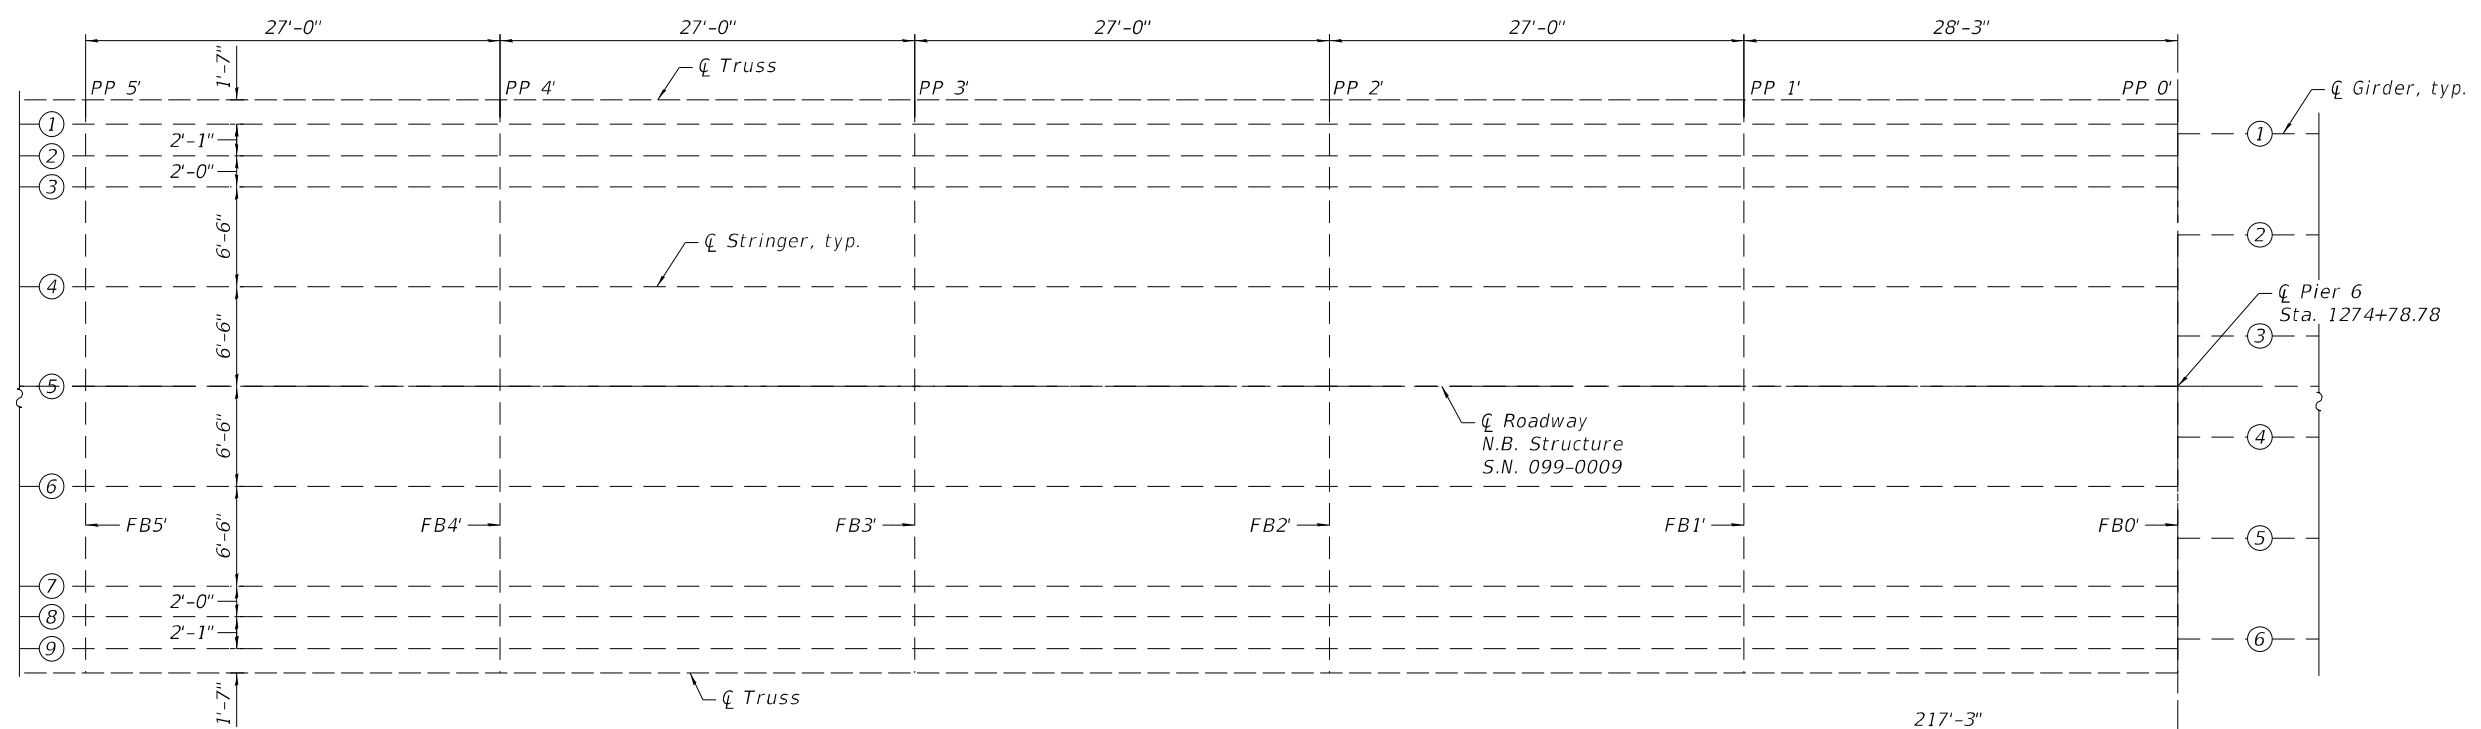 27'-0" 27'-0" 27'-0" 27'-0" 28'-3"
1'-7"
℄ Truss
PP 5' PP 4' PP 3' PP 2' PP 1' PP 0'
℄ Girder, typ.
1
1
2'-1"
2
2'-0"
3
6'-6"
℄ Stringer, typ.
2
4
℄ Pier 6
Sta. 1274+78.78
6'-6"
3
5
℄ Roadway
N.B. Structure
S.N. 099-0009
6'-6"
4
6
FB5' FB4' FB3' FB2' FB1' FB0'
6'-6"
5
7
2'-0"
8
2'-1"
9
6
1'-7"
℄ Truss
217'-3"